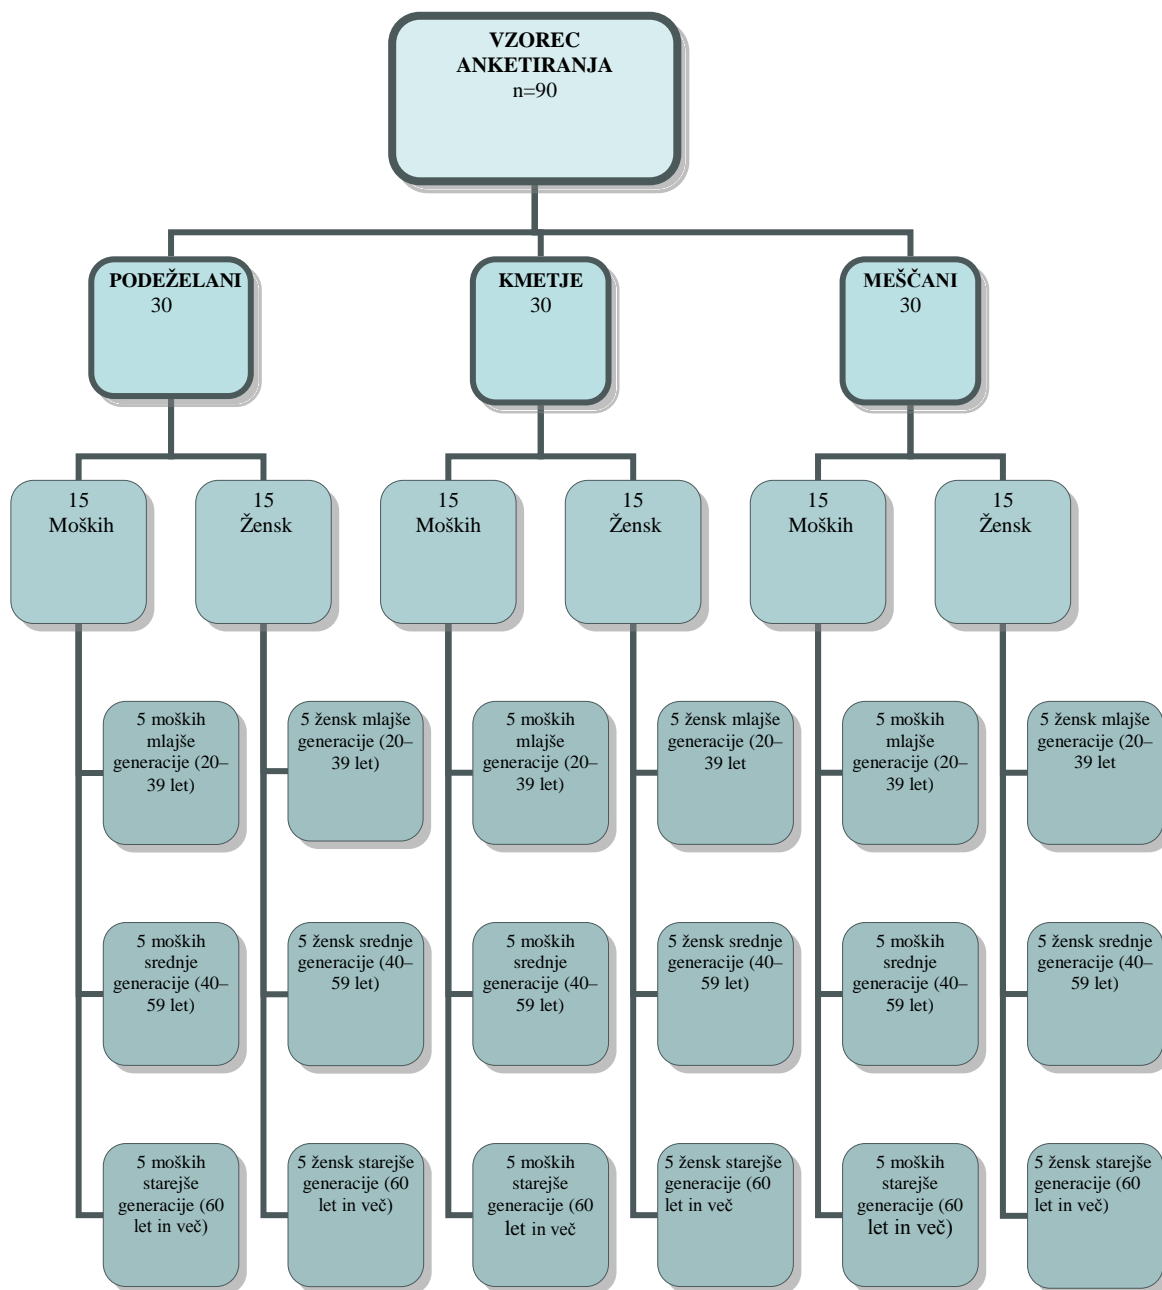 VZOREC
ANKETIRANJA
n=90
PODEŽELANI
30
KMETJE
30
MEŠČANI
30
15
Moških
15
Žensk
15
Moških
15
Žensk
15
Moških
15
Žensk
5 moških
mlajše
generacije (20–
39 let)
5 žensk mlajše
generacije (20–
39 let)
5 moških
mlajše
generacije (20–
39 let)
5 žensk mlajše
generacije (20–
39 let
5 moških
mlajše
generacije (20–
39 let)
5 žensk mlajše
generacije (20–
39 let
5 moških
srednje
generacije (40–
59 let)
5 žensk srednje
generacije (40–
59 let)
5 moških
srednje
generacije (40–
59 let)
5 žensk srednje
generacije (40–
59 let)
5 moških
srednje
generacije (40–
59 let)
5 žensk srednje
generacije (40–
59 let)
5 moških
starejše
generacije (60
let in več)
5 žensk starejše
generacije (60
let in več)
5 moških
starejše
generacije (60
let in več
5 žensk starejše
generacije (60
let in več
5 moških
starejše
generacije (60
let in več)
5 žensk starejše
generacije (60
let in več)